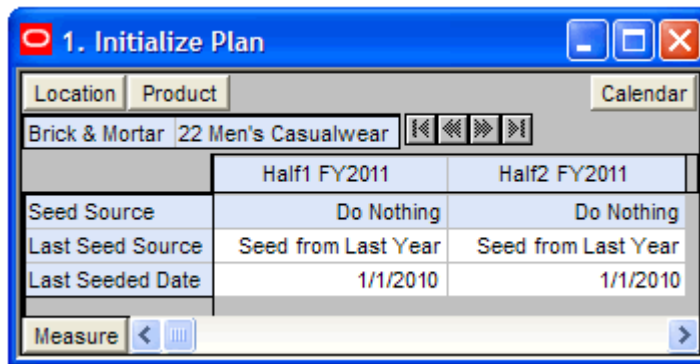 1. Initialize Plan
Location Product Calendar
Brick & Mortar 22 Men's Casualwear
Half1 FY2011 Half2 FY2011
Seed Source Do Nothing Do Nothing
Last Seed Source Seed from Last Year Seed from Last Year
Last Seeded Date 1/1/2010 1/1/2010
Measure